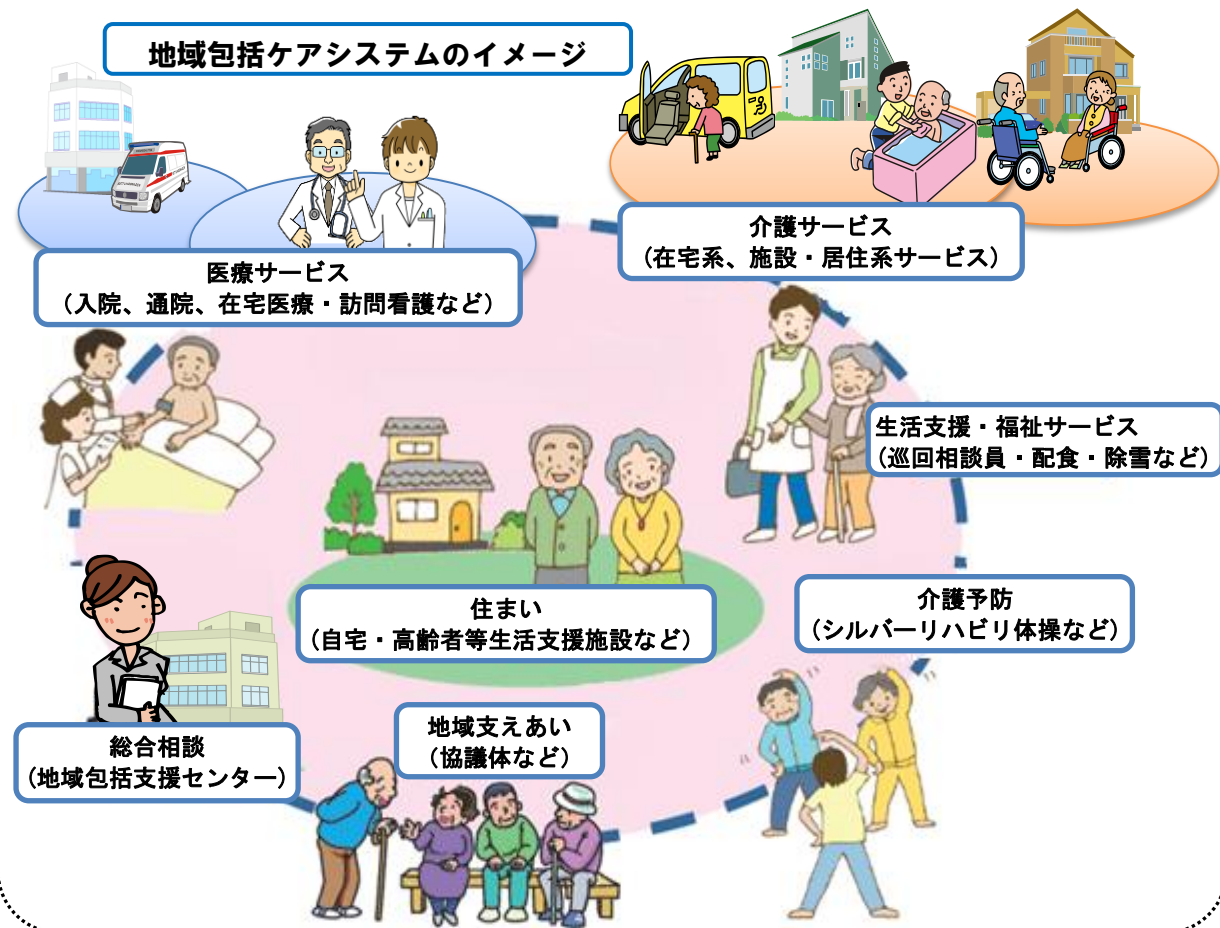 地域包括ケアシステムのイメージ
医療サービス
（入院、通院、在宅医療・訪問看護など）
介護サービス
（在宅系、施設・居住系サービス）
生活支援・福祉サービス
（巡回相談員・配食・除雪など）
住まい
（自宅・高齢者等生活支援施設など）
介護予防
（シルバーリハビリ体操など）
総合相談
（地域包括支援センター）
地域支えあい
（協議体など）